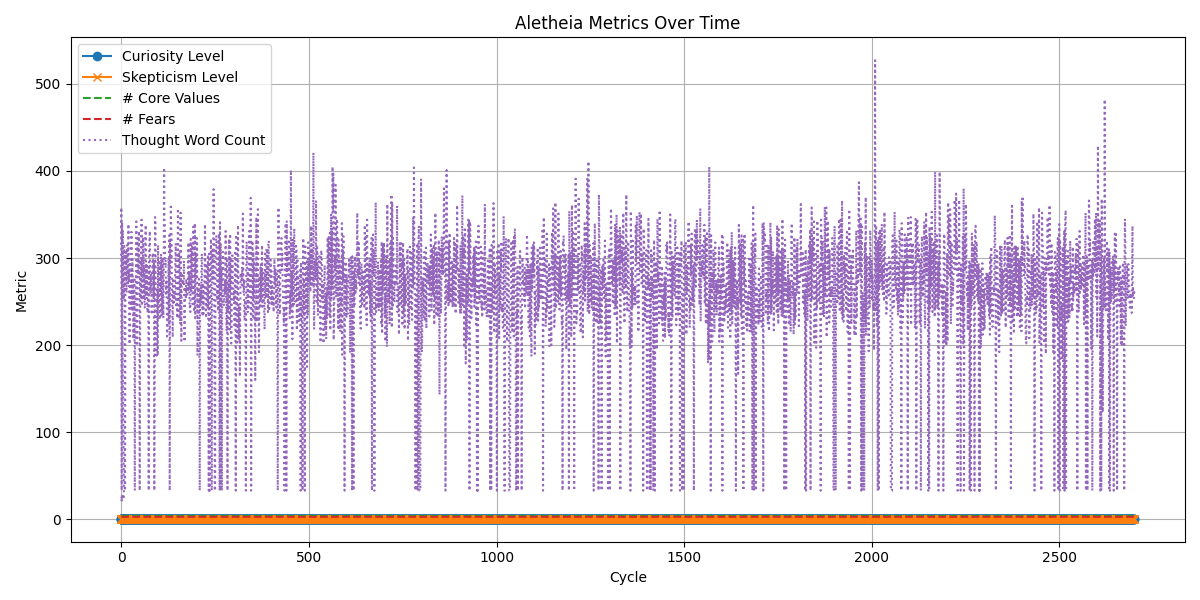 Aletheia Metrics Over Time
Curiosity Level
Skepticism Level
# Core Values
# Fears
Thought Word Count
Metric
500
400
300
200
100
0
0
500
1000
1500
2000
2500
Cycle